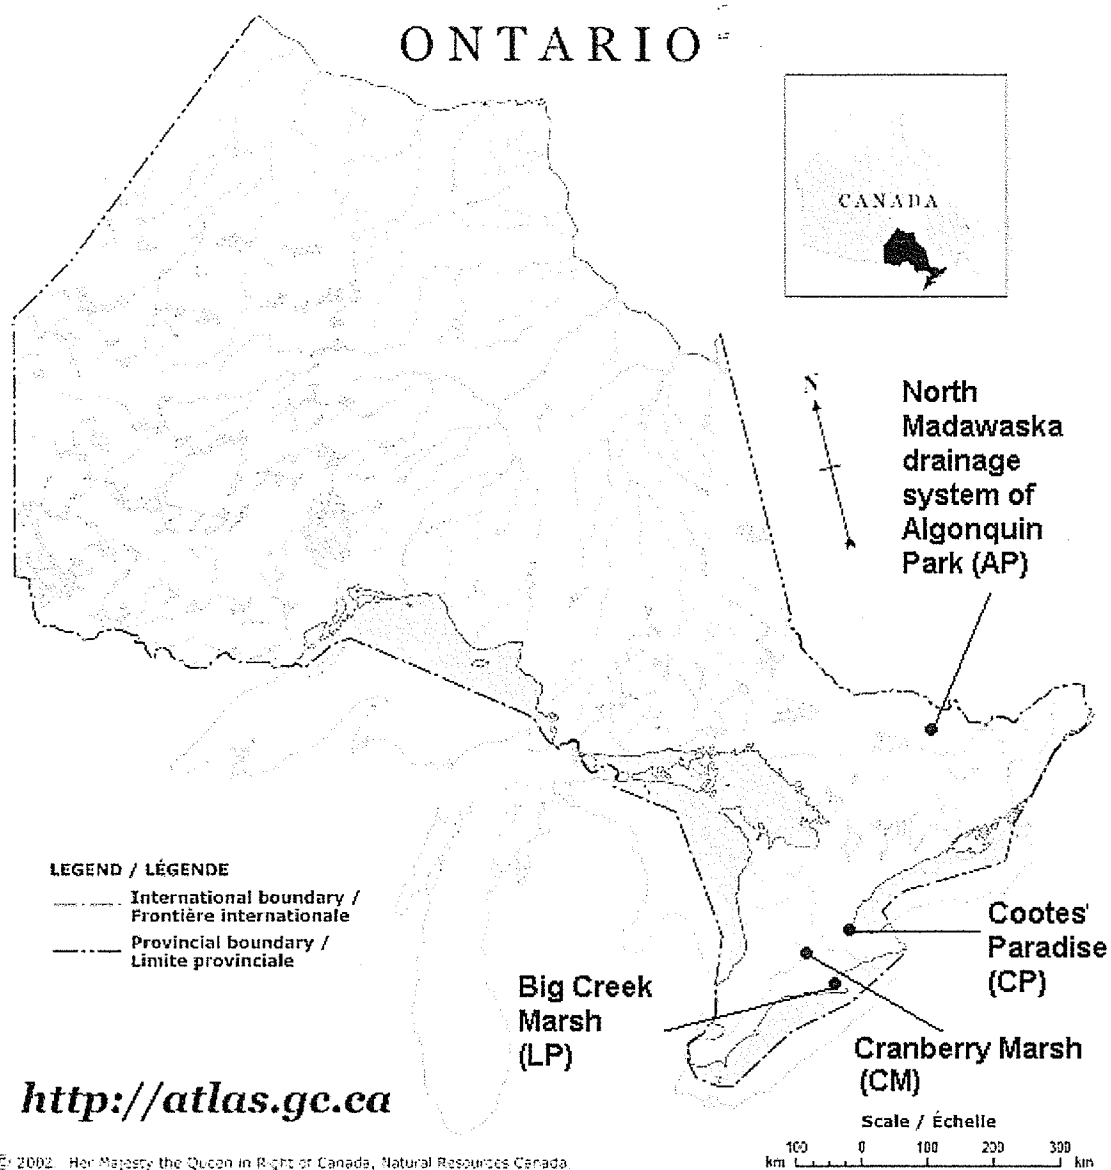 ONTARIO
CANADA
N
North
Madawaska
drainage
system of
Algonquin
Park (AP)
LEGEND / LÉGENDE
International boundary /
Frontière internationale
Provincial boundary /
Limite provinciale
Cootes'
Paradise
(CP)
Big Creek
Marsh
(LP)
Cranberry Marsh
(CM)
http://atlas.gc.ca
Scale / Échelle
100 0 100 200 300
km km
© 2002. Her Majesty the Queen in Right of Canada, Natural Resources Canada.